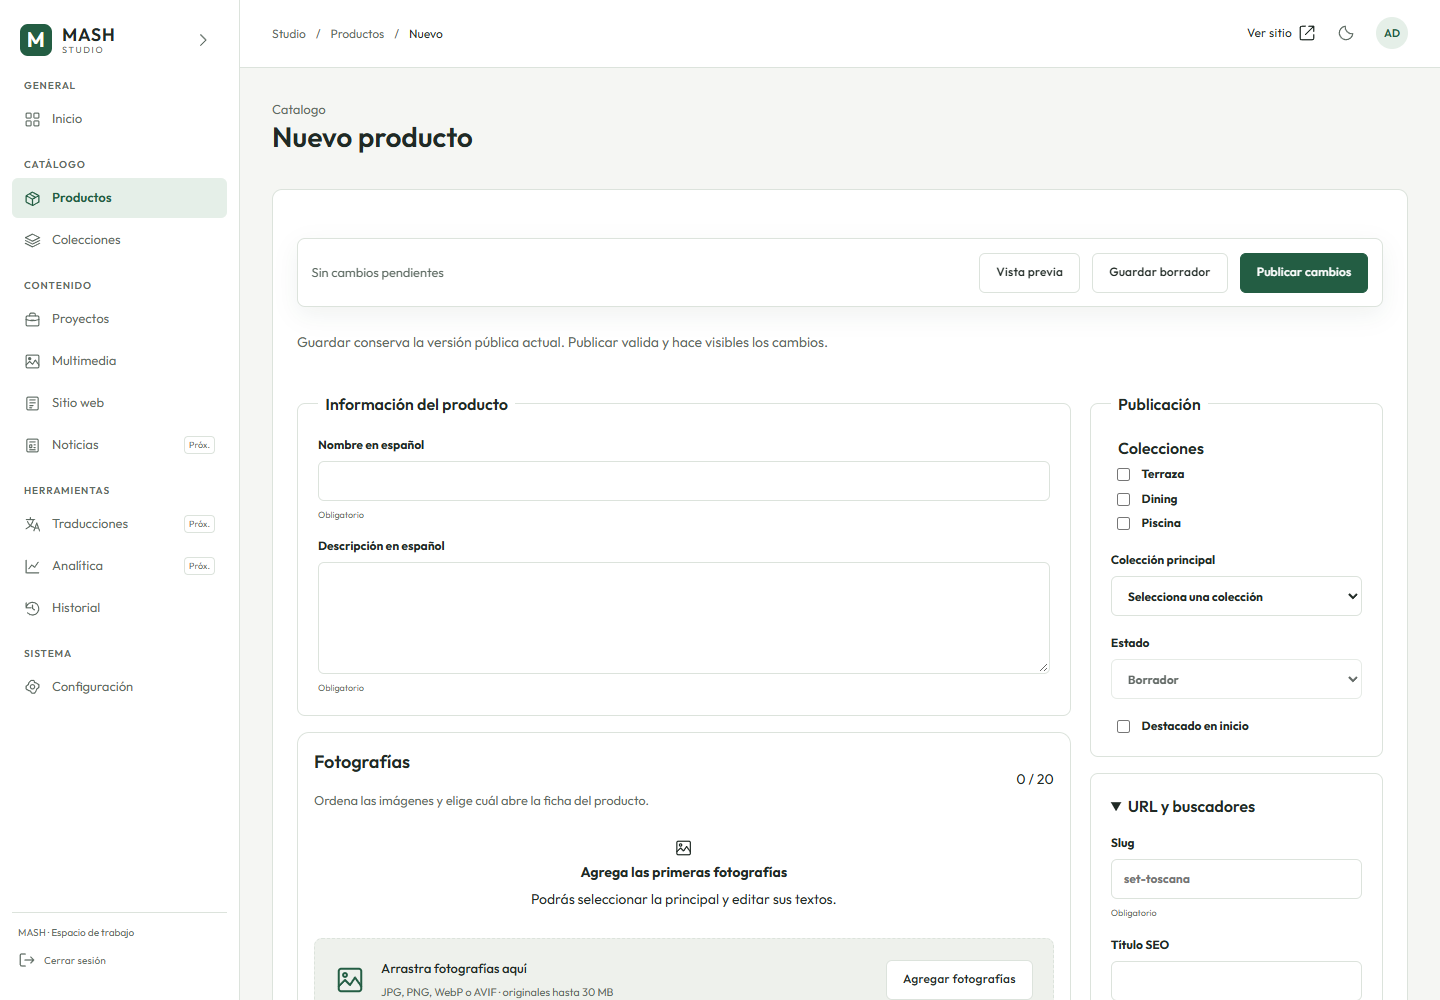 M MASH
STUDIO
GENERAL
Inicio
CATÁLOGO
Productos
Colecciones
CONTENIDO
Proyectos
Multimedia
Sitio web
Noticias Próx.
HERRAMIENTAS
Traducciones Próx.
Analítica Próx.
Historial
SISTEMA
Configuración
MASH · Espacio de trabajo
Cerrar sesión
Studio / Productos / Nuevo
Ver sitio
AD
Catalogo
Nuevo producto
Sin cambios pendientes
Vista previa
Guardar borrador
Publicar cambios
Guardar conserva la versión pública actual. Publicar valida y hace visibles los cambios.
Información del producto
Nombre en español
Obligatorio
Descripción en español
Obligatorio
Fotografías
0 / 20
Ordena las imágenes y elige cuál abre la ficha del producto.
Agrega las primeras fotografías
Podrás seleccionar la principal y editar sus textos.
Arrastra fotografías aquí
JPG, PNG, WebP o AVIF · originales hasta 30 MB
Agregar fotografías
Publicación
Colecciones
Terraza
Dining
Piscina
Colección principal
Selecciona una colección
Estado
Borrador
Destacado en inicio
URL y buscadores
Slug
set-toscana
Obligatorio
Título SEO